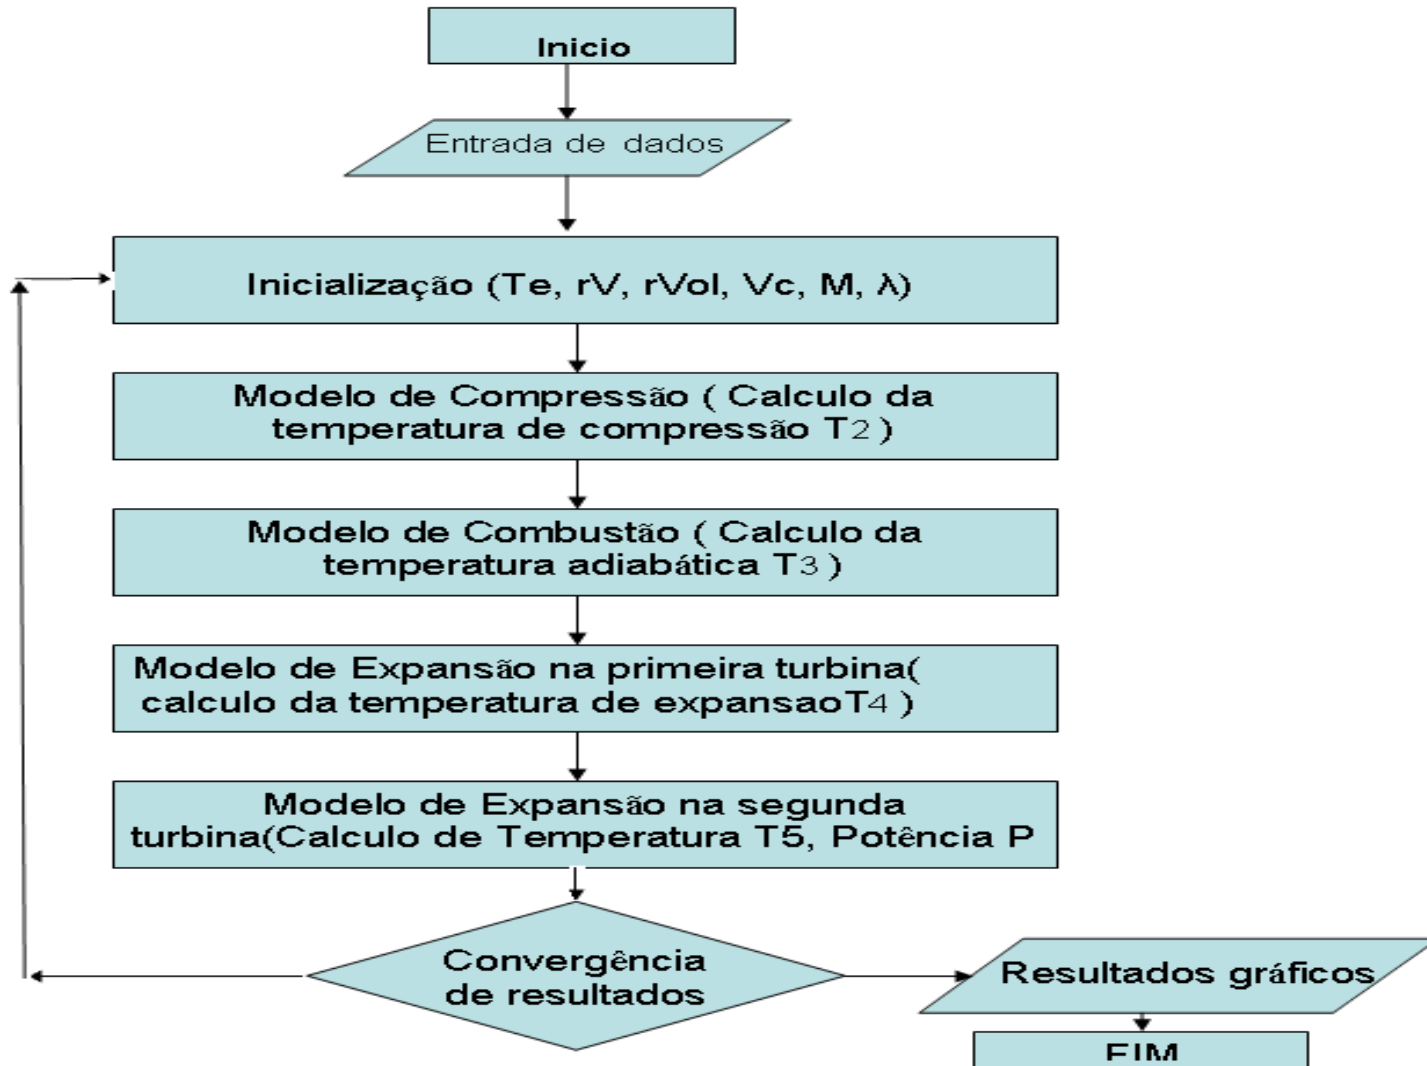 Inicio
Entrada de dados
Inicialização (Te, rV, rVol, Vc, M, λ)
Modelo de Compressão ( Calculo da
temperatura de compressão T2 )
Modelo de Combustão ( Calculo da
temperatura adiabática T3 )
Modelo de Expansão na primeira turbina(
calculo da temperatura de expansaoT4 )
Modelo de Expansão na segunda
turbina(Calculo de Temperatura T5, Potência P
Convergência
de resultados
Resultados gráficos
FIM